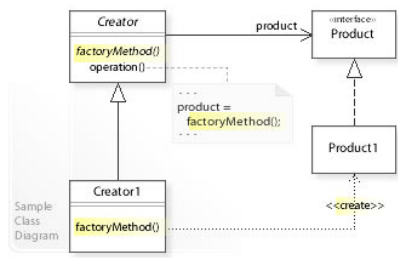 Creator
factoryMethod()
operation()
product
«interface»
Product
. . .
product =
factoryMethod();
. . .
Product1
Creator1
factoryMethod()
<<create>>
Sample
Class
Diagram